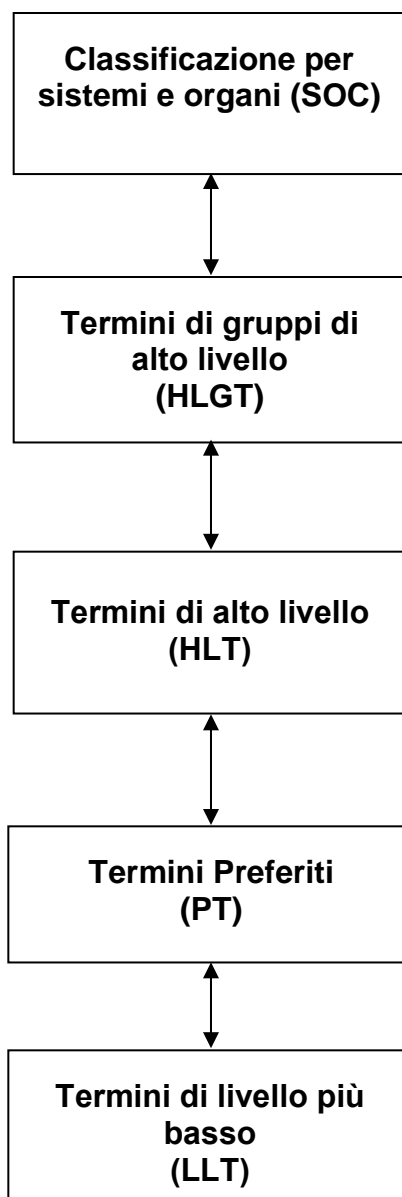 Classificazione per
sistemi e organi (SOC)
Termini di gruppi di
alto livello
(HLGT)
Termini di alto livello
(HLT)
Termini Preferiti
(PT)
Termini di livello più
basso
(LLT)